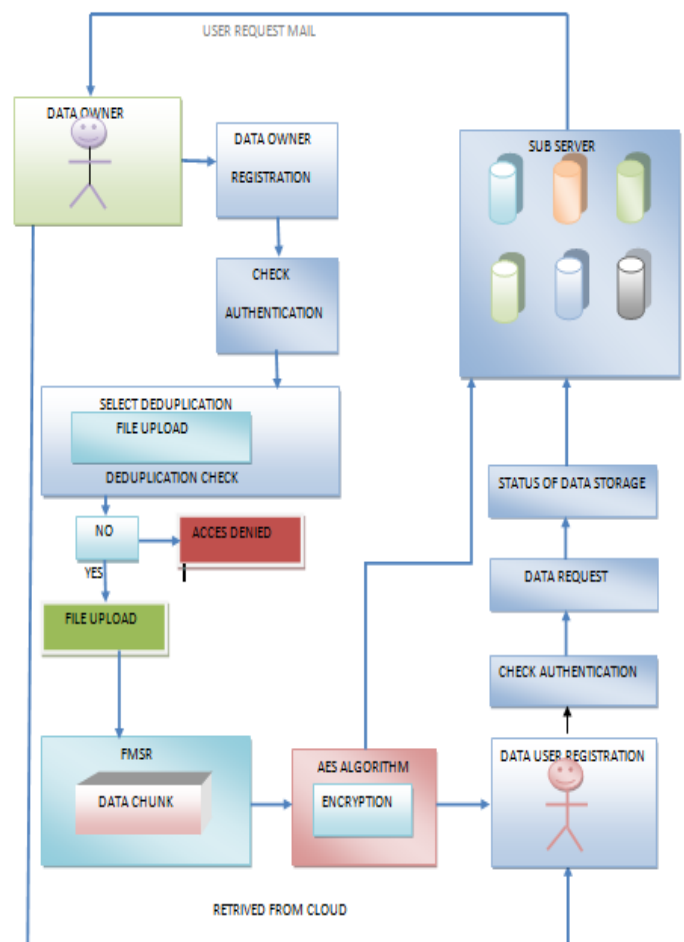 USER REQUEST MAIL
DATA OWNER
DATA OWNER
REGISTRATION
SUB SERVER
CHECK
AUTHENTICATION
SELECT DEDUPLICATION
FILE UPLOAD
DEDUPLICATION CHECK
NO
ACCES DENIED
YES
FILE UPLOAD
STATUS OF DATA STORAGE
DATA REQUEST
CHECK AUTHENTICATION
FMSR
DATA CHUNK
AES ALGORITHM
ENCRYPTION
DATA USER REGISTRATION
RETRIVED FROM CLOUD